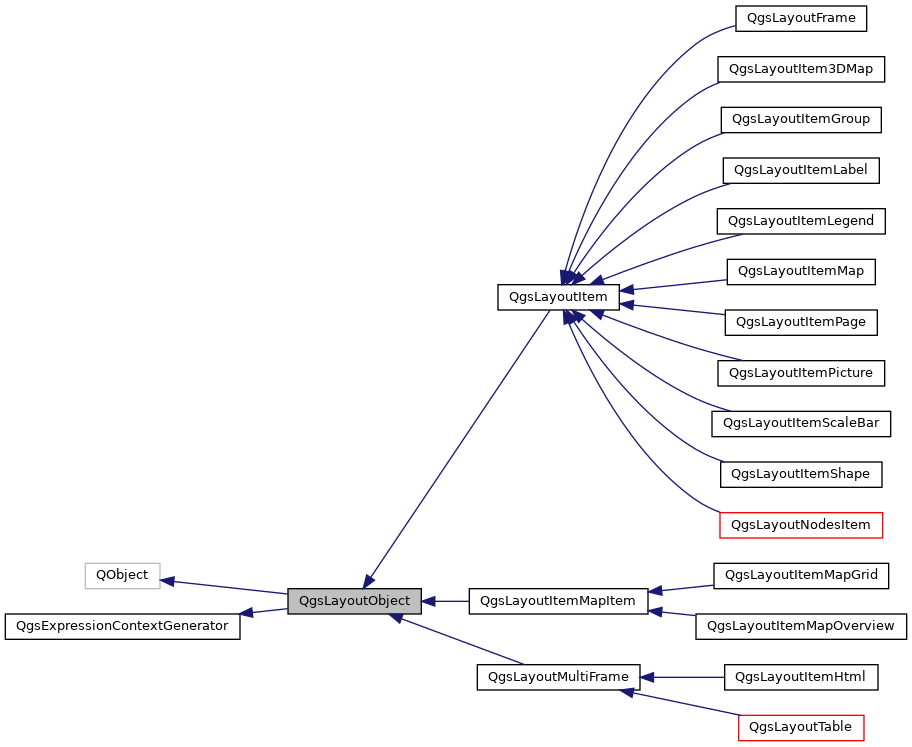 QgsLayoutFrame
QgsLayoutItem3DMap
QgsLayoutItemGroup
QgsLayoutItemLabel
QgsLayoutItemLegend
QgsLayoutItemMap
QgsLayoutItem
QgsLayoutItemPage
QgsLayoutItemPicture
QgsLayoutItemScaleBar
QgsLayoutItemShape
QgsLayoutNodesItem
QObject
QgsLayoutItemMapGrid
QgsLayoutObject
QgsLayoutItemMapItem
QgsExpressionContextGenerator
QgsLayoutItemMapOverview
QgsLayoutMultiFrame
QgsLayoutItemHtml
QgsLayoutTable